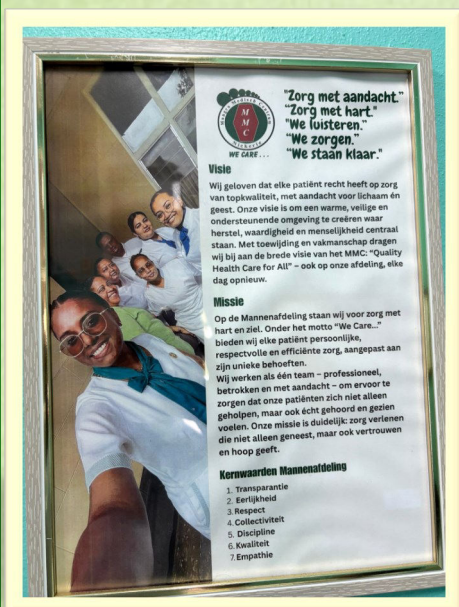 "Zorg met aandacht."
"Zorg met hart."
"We luisteren."
"We zorgen."
"We staan klaar."
Medisch Centrum
MMC
Nickerie
WE CARE...
Visie
Wij geloven dat elke patiënt recht heeft op zorg
van topkwaliteit, met aandacht voor lichaam én
geest. Onze visie is om een warme, veilige en
ondersteunende omgeving te creëren waar
herstel, waardigheid en menselijkheid centraal
staan. Met toewijding en vakmanschap dragen
wij bij aan de brede visie van het MMC: "Quality
Health Care for All" – ook op onze afdeling, elke
dag opnieuw.
Missie
Op de Mannenafdeling staan wij voor zorg met
hart en ziel. Onder het motto "We Care..."
bieden wij elke patiënt persoonlijke,
respectvolle en efficiënte zorg, aangepast aan
zijn unieke behoeften.
Wij werken als één team – professioneel,
betrokken en met aandacht – om ervoor te
zorgen dat onze patiënten zich niet alleen
geholpen, maar ook écht gehoord en gezien
voelen. Onze missie is duidelijk: zorg verlenen
die niet alleen geneest, maar ook vertrouwen
en hoop geeft.
Kernwaarden Mannenafdeling
1. Transparantie
2. Eerlijkheid
3. Respect
4. Collectiviteit
5. Discipline
6. Kwaliteit
7. Empathie